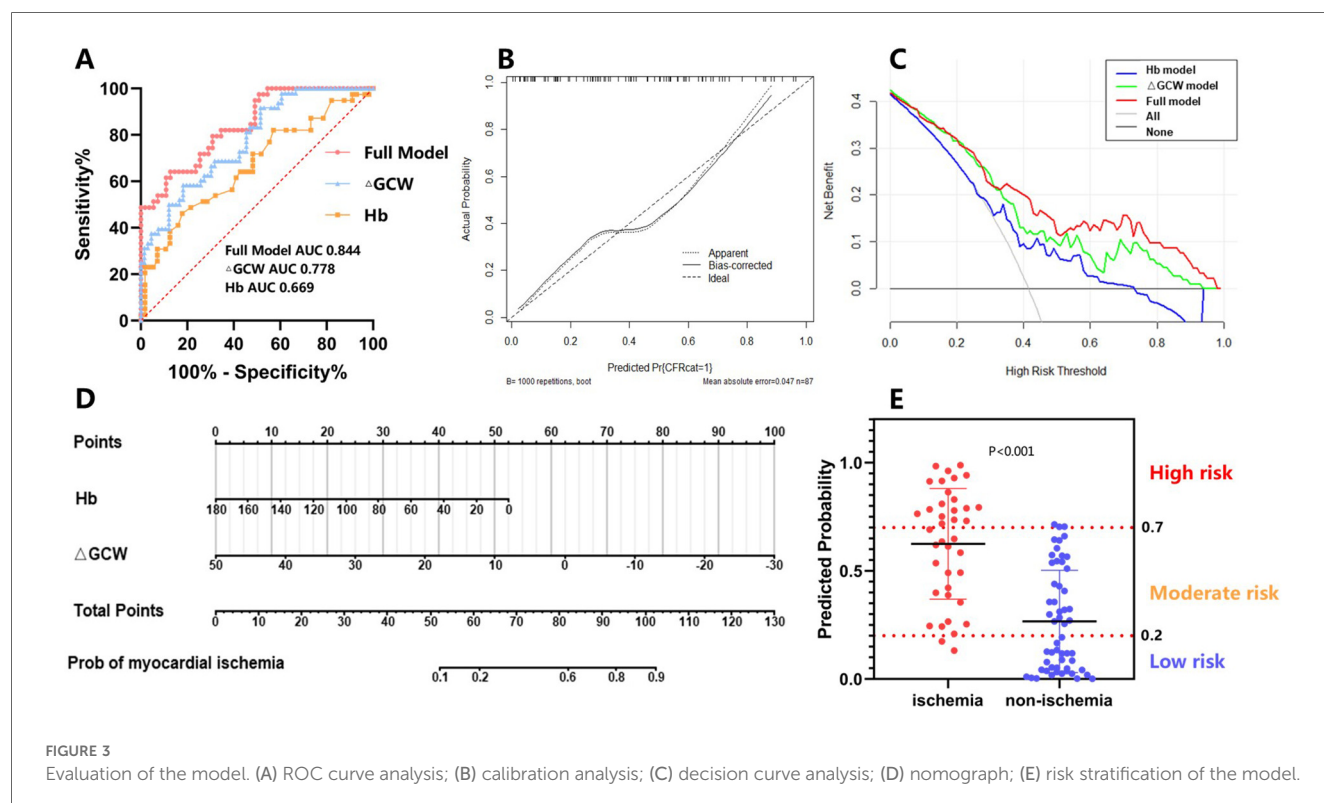 A
Sensitivity%
100
80
60
40
20
0
0 20 40 60 80 100
100% - Specificity%
Full Model
△GCW
Hb
Full Model AUC 0.844
△GCW AUC 0.778
Hb AUC 0.669
B
Actual Probability
1.0
0.8
0.6
0.4
0.2
0.0
0.0 0.2 0.4 0.6 0.8 1.0
Predicted Pr{CFRcat=1}
Apparent
Bias-corrected
Ideal
B= 1000 repetitions, boot
Mean absolute error=0.047 n=87
C
Net Benefit
0.4
0.3
0.2
0.1
0.0
0.0 0.2 0.4 0.6 0.8 1.0
High Risk Threshold
Hb model
△GCW model
Full model
All
None
D
Points
0 10 20 30 40 50 60 70 80 90 100
Hb
180 160 140 120 100 80 60 40 20 0
△GCW
50 40 30 20 10 0 -10 -20 -30
Total Points
0 10 20 30 40 50 60 70 80 90 100 110 120 130
Prob of myocardial ischemia
0.1 0.2 0.6 0.8 0.9
E
Predicted Probability
1.0
0.5
0.0
P<0.001
ischemia non-ischemia
High risk
0.7
Moderate risk
0.2
Low risk
FIGURE 3
Evaluation of the model. (A) ROC curve analysis; (B) calibration analysis; (C) decision curve analysis; (D) nomograph; (E) risk stratification of the model.